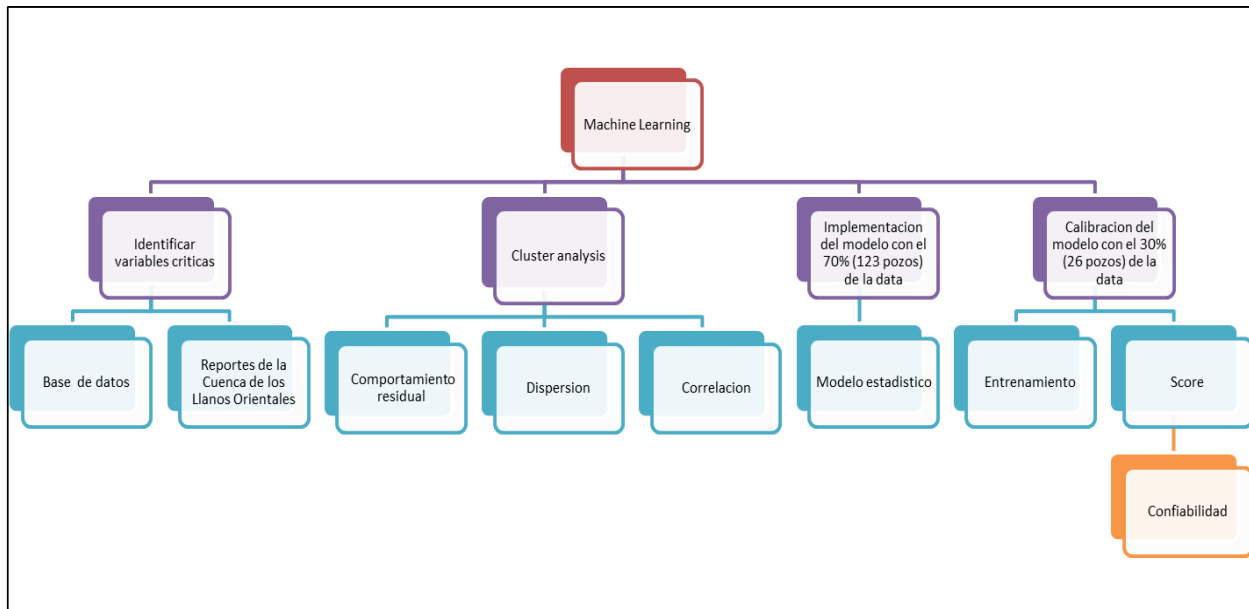 Machine Learning
Identificar
variables criticas
Cluster analysis
Implementacion
del modelo con el
70% (123 pozos)
de la data
Calibracion del
modelo con el 30%
(26 pozos) de la
data
Base de datos
Reportes de la
Cuenca de los
Llanos Orientales
Comportamiento
residual
Dispersion
Correlacion
Modelo estadistico
Entrenamiento
Score
Confiabilidad